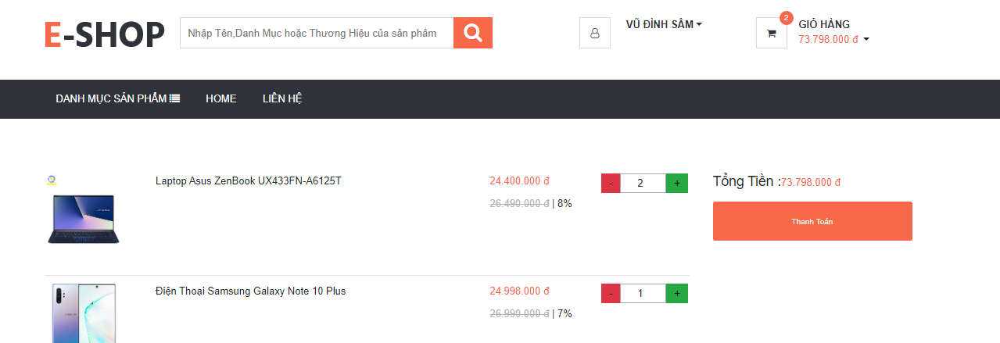 E-SHOP
Nhập Tên,Danh Mục hoặc Thương Hiệu của sản phẩm
VŨ ĐÌNH SÂM
2
GIỎ HÀNG
73.798.000 đ
DANH MỤC SẢN PHẨM HOME LIÊN HỆ
Laptop Asus ZenBook UX433FN-A6125T
24.400.000 đ
26.490.000 đ | 8%
- 2 +
Tổng Tiền :73.798.000 đ
Thanh Toán
Điện Thoại Samsung Galaxy Note 10 Plus
24.998.000 đ
26.990.000 đ | 7%
- 1 +